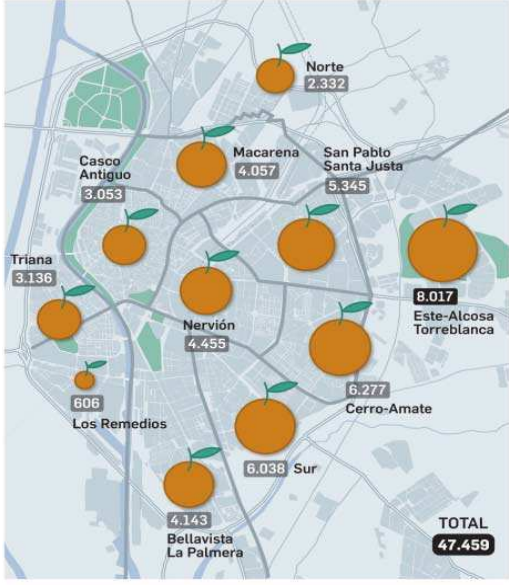 Norte
2.332
Macarena
4.057
San Pablo
Santa Justa
5.345
Casco
Antiguo
3.053
Triana
3.136
8.017
Este-Alcosa
Torreblanca
Nervión
4.455
6.277
Cerro-Amate
606
Los Remedios
6.038 Sur
4.143
Bellavista
La Palmera
TOTAL
47.459